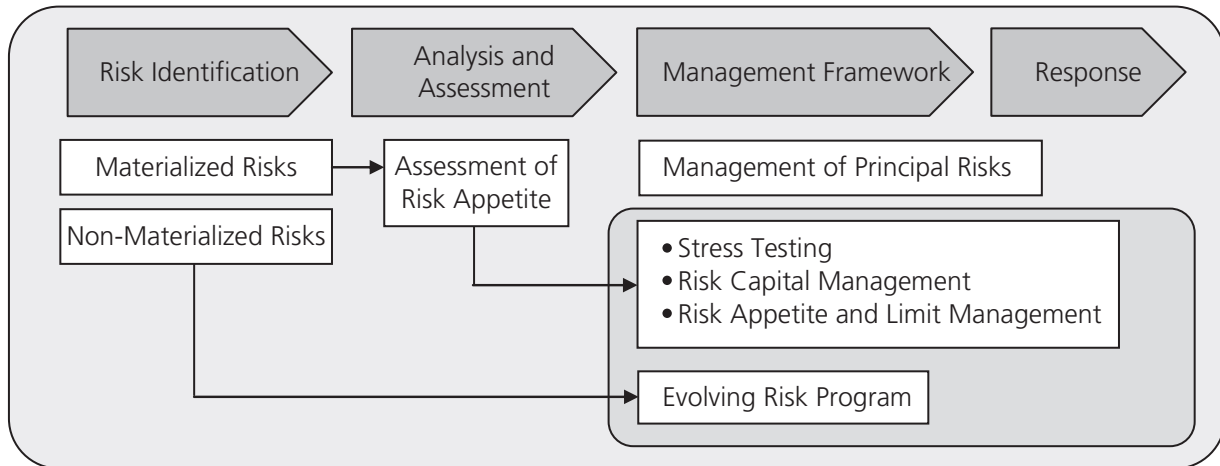 Risk Identification
Analysis and
Assessment
Management Framework
Response
Materialized Risks
Assessment of
Risk Appetite
Management of Principal Risks
Non-Materialized Risks
• Stress Testing
• Risk Capital Management
• Risk Appetite and Limit Management
Evolving Risk Program